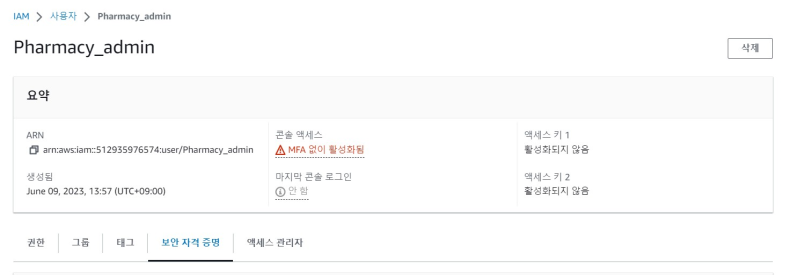 IAM > 사용자 > Pharmacy_admin
Pharmacy_admin
삭제
요약
ARN
arn:aws:iam::512935976574:user/Pharmacy_admin
콘솔 액세스
MFA 없이 활성화됨
액세스 키 1
활성화되지 않음
생성됨
June 09, 2023, 13:57 (UTC+09:00)
마지막 콘솔 로그인
안 함
액세스 키 2
활성화되지 않음
권한 그룹 태그 보안 자격 증명 액세스 관리자